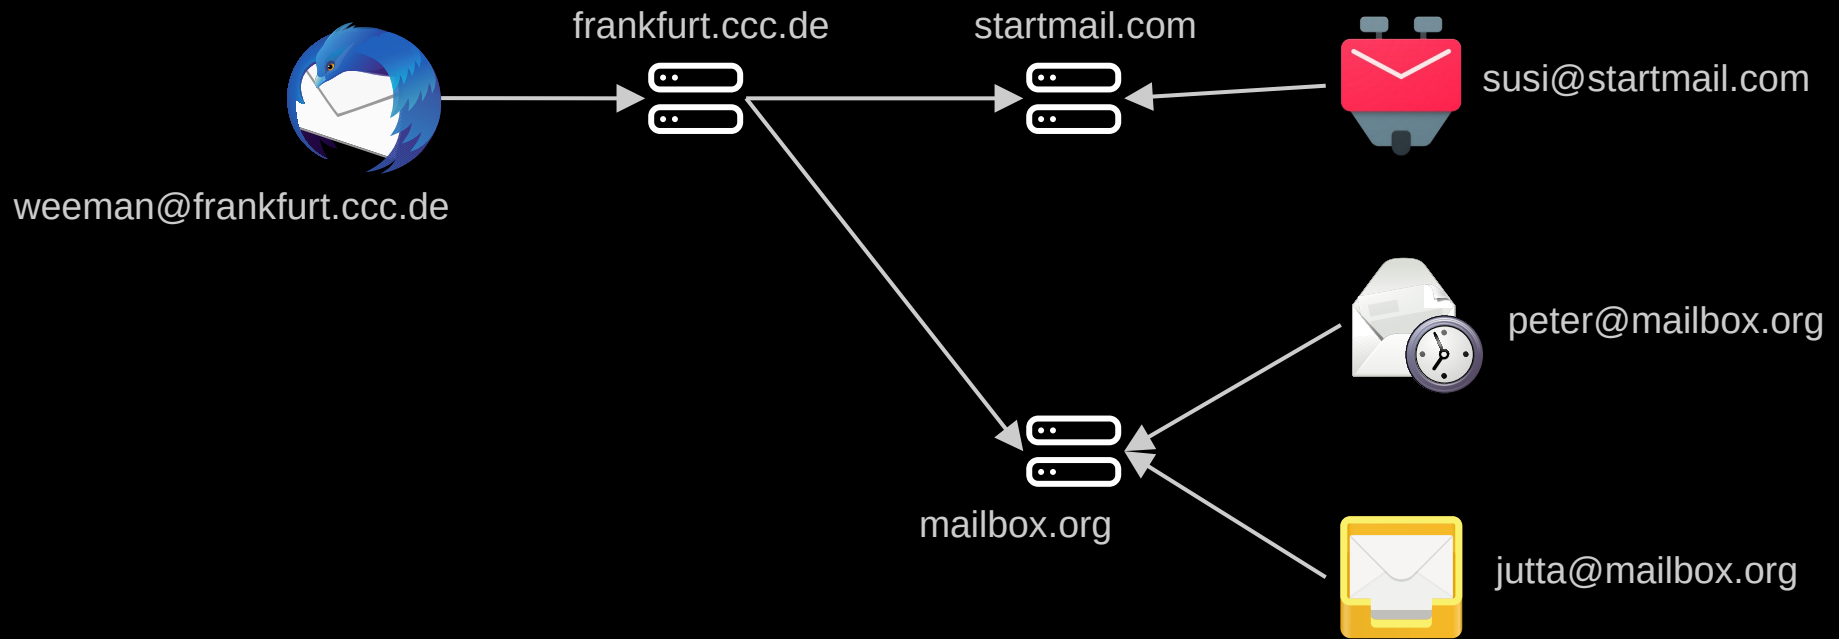 frankfurt.ccc.de
startmail.com
susi@startmail.com
weeman@frankfurt.ccc.de
peter@mailbox.org
mailbox.org
jutta@mailbox.org